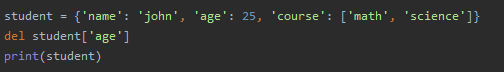 student = {'name': 'john', 'age': 25, 'course': ['math', 'science']}
del student['age']
print(student)